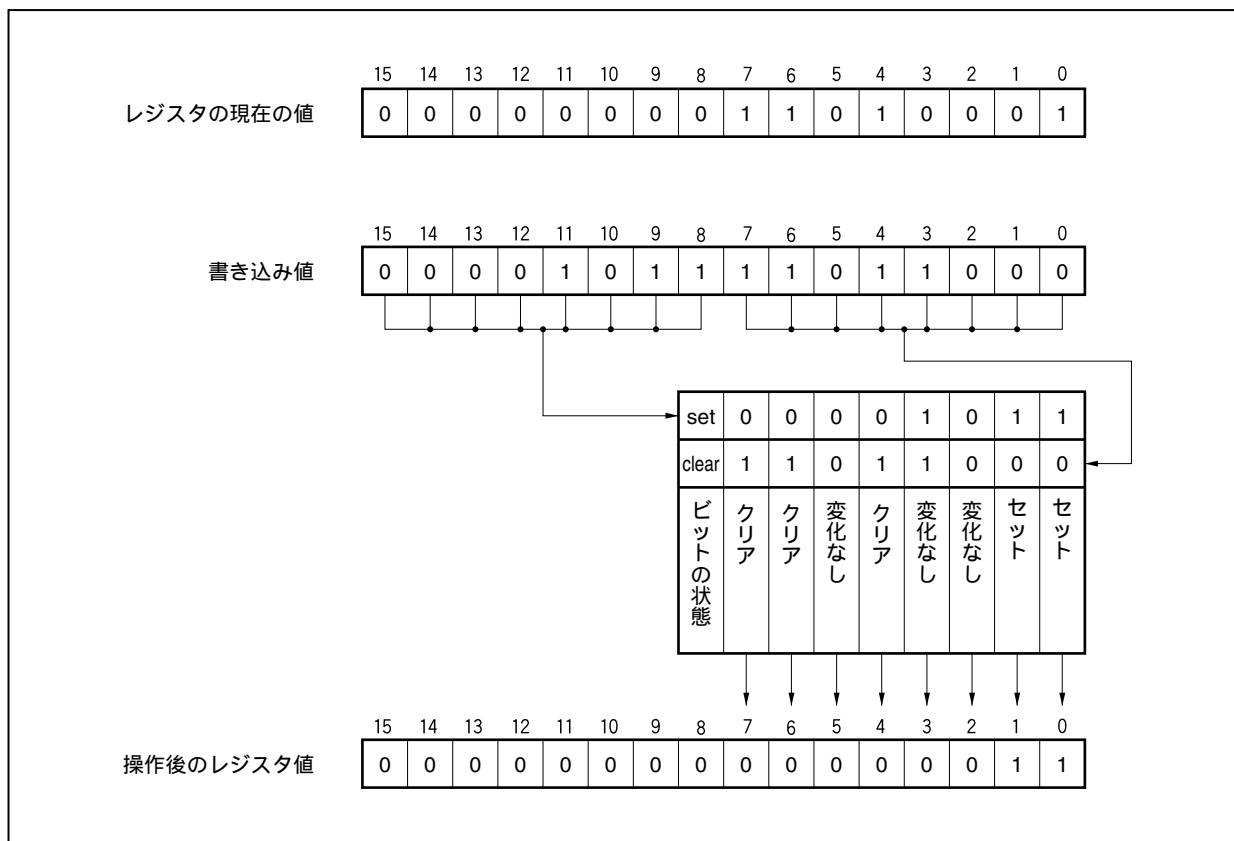 15 14 13 12 11 10 9 8 7 6 5 4 3 2 1 0
レジスタの現在の値 0 0 0 0 0 0 0 0 1 1 0 1 0 0 0 1
15 14 13 12 11 10 9 8 7 6 5 4 3 2 1 0
書き込み値 0 0 0 0 1 0 1 1 1 1 0 1 1 0 0 0
set 0 0 0 0 1 0 1 1
clear 1 1 0 1 1 0 0 0
ビットの状態 クリア クリア 変化なし クリア 変化なし 変化なし セット セット
15 14 13 12 11 10 9 8 7 6 5 4 3 2 1 0
操作後のレジスタ値 0 0 0 0 0 0 0 0 0 0 0 0 0 0 1 1